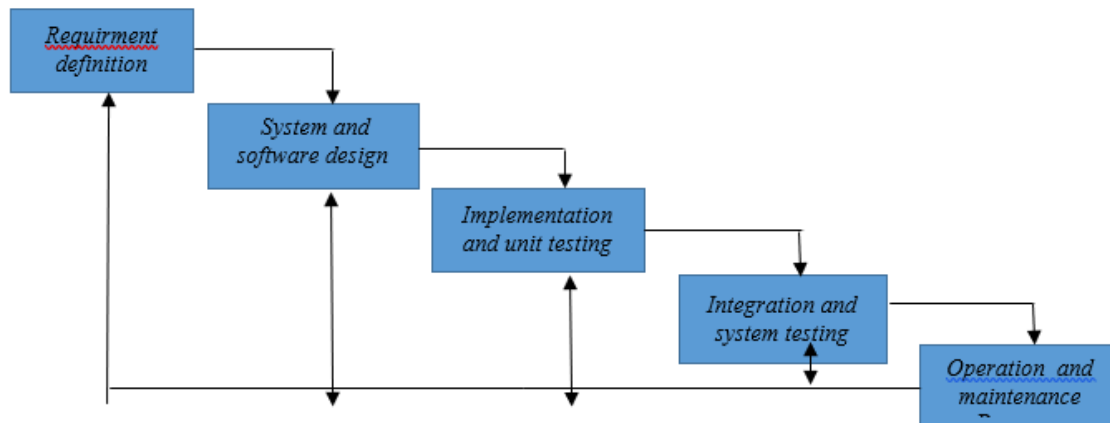 Requirment
definition
System and
software design
Implementation
and unit testing
Integration and
system testing
Operation and
maintenance